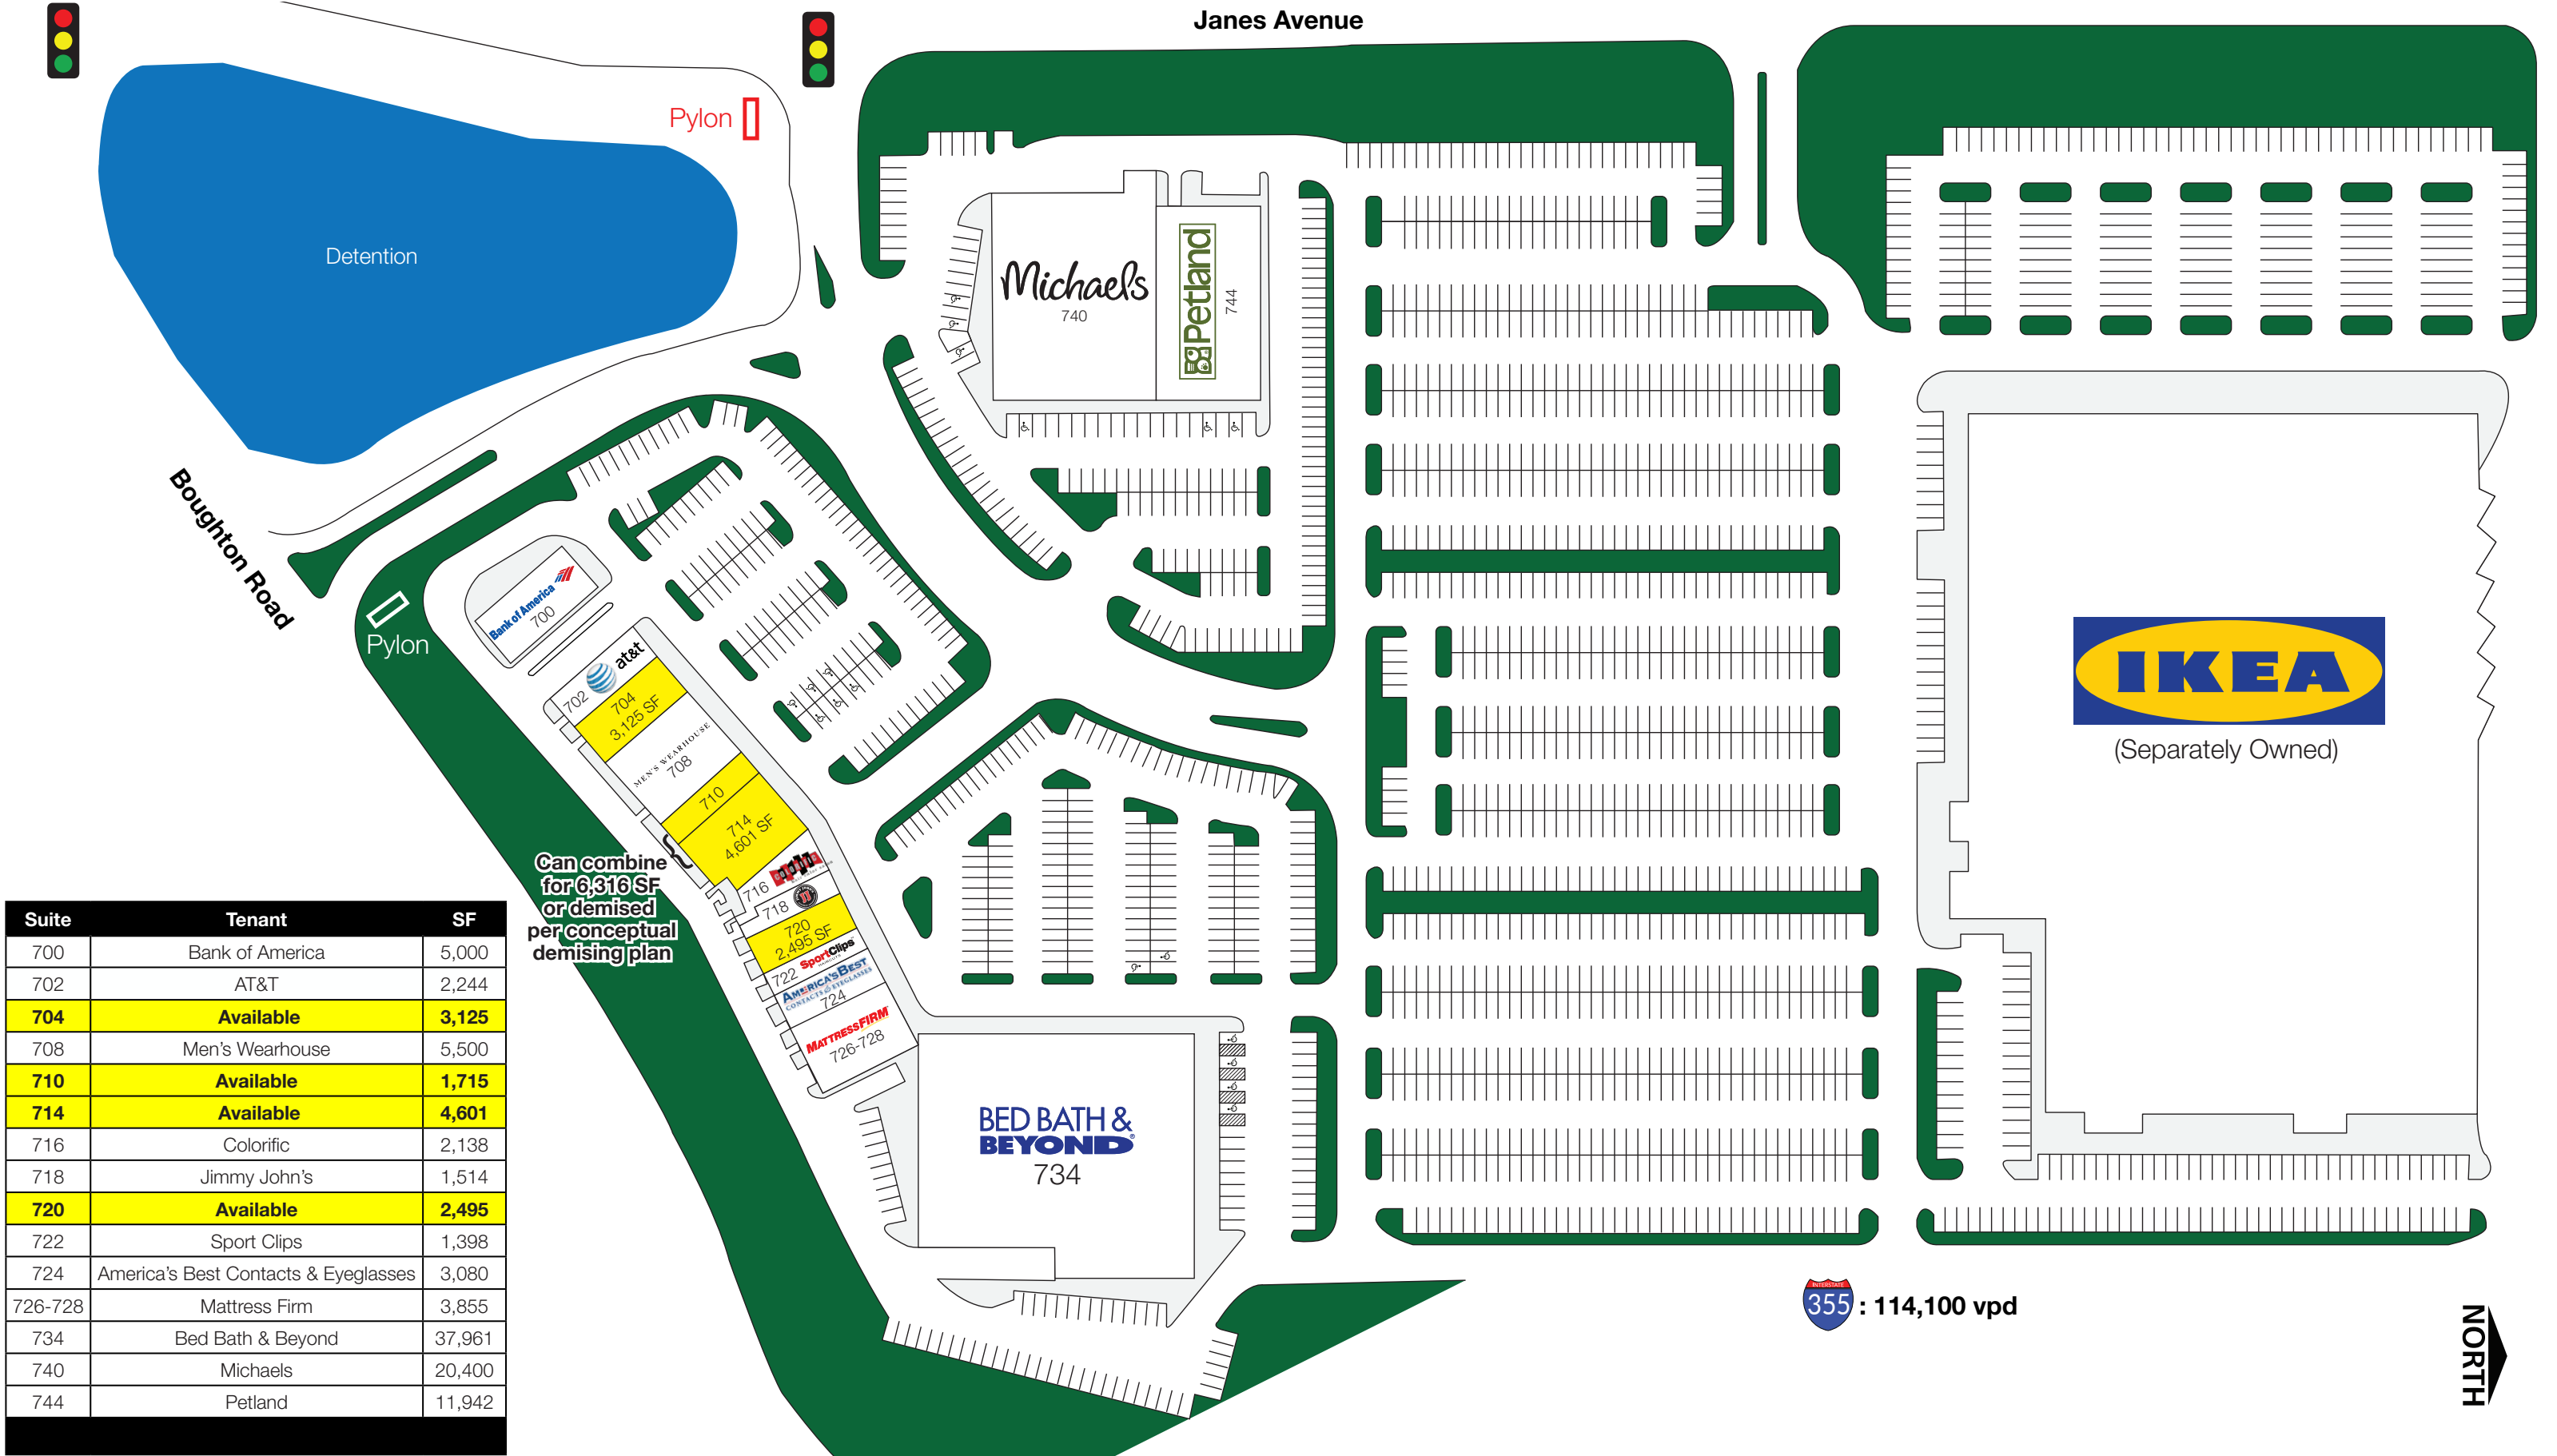 Janes Avenue
Pylon
Detention
Michaels
740
Petland
744
Boughton Road
Bank of America
700
Pylon
at&t
702
704
3,125 SF
MEN'S WEARHOUSE
708
710
714
4,601 SF
Can combine
for 6,316 SF
or demised
per conceptual
demising plan
716
718
720
2,495 SF
722 SportClips
AMERICA'S BEST
CONTACTS & EYEGLASSES
724
MATTRESSFIRM
726-728
BED BATH &
BEYOND®
734
IKEA
(Separately Owned)
INTERSTATE
355 : 114,100 vpd
NORTH
Suite Tenant SF
700 Bank of America 5,000
702 AT&T 2,244
704 Available 3,125
708 Men's Wearhouse 5,500
710 Available 1,715
714 Available 4,601
716 Colorific 2,138
718 Jimmy John's 1,514
720 Available 2,495
722 Sport Clips 1,398
724 America's Best Contacts & Eyeglasses 3,080
726-728 Mattress Firm 3,855
734 Bed Bath & Beyond 37,961
740 Michaels 20,400
744 Petland 11,942